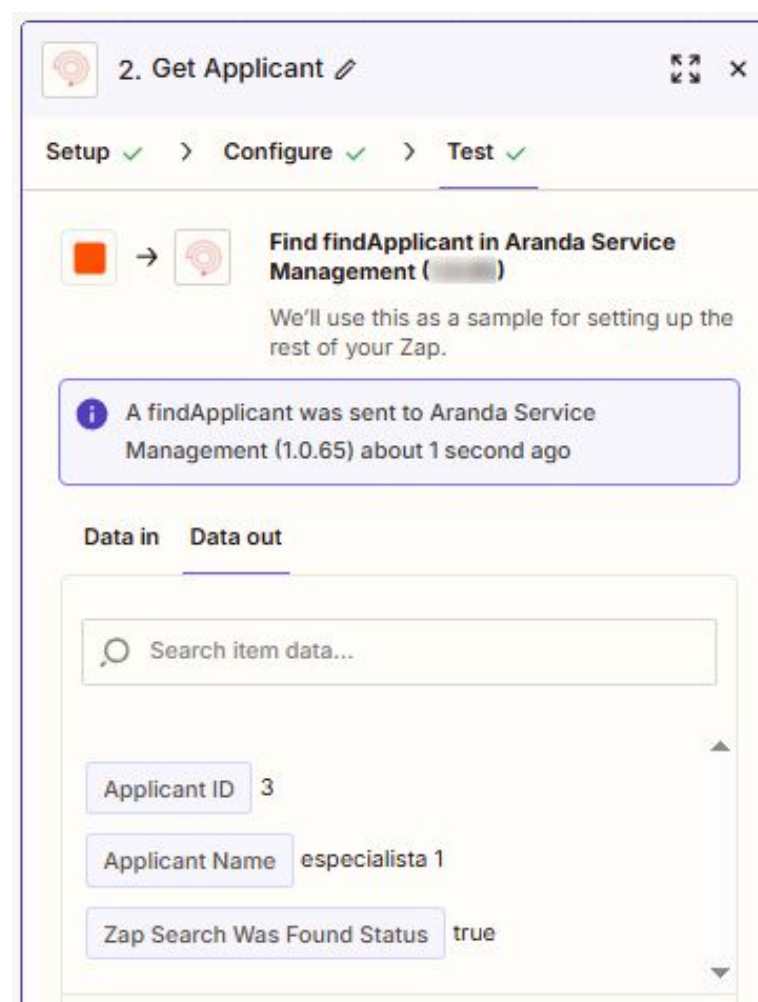 2. Get Applicant
Setup > Configure > Test
Find findApplicant in Aranda Service
Management ( )
We'll use this as a sample for setting up the
rest of your Zap.
A findApplicant was sent to Aranda Service
Management (1.0.65) about 1 second ago
Data in Data out
Search item data...
Applicant ID 3
Applicant Name especialista 1
Zap Search Was Found Status true